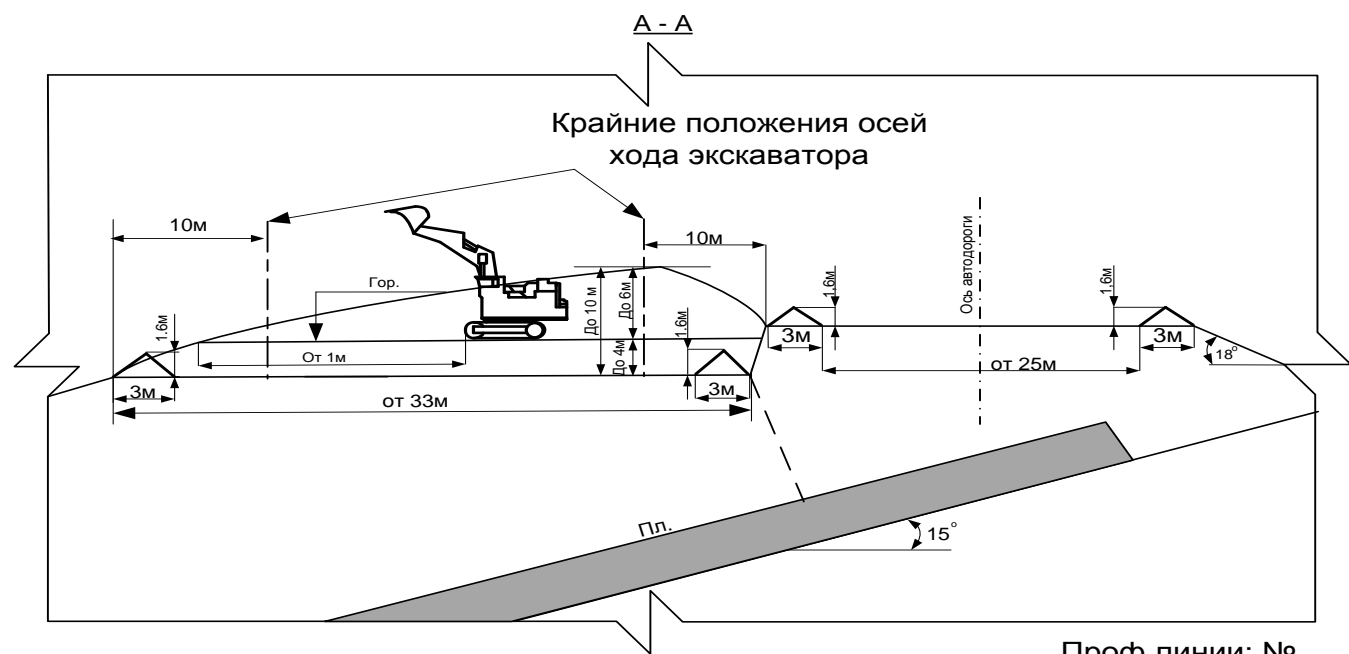 А - А
Крайние положения осей
хода экскаватора
10м
10м
Гор.
До 10 м
До 6м
До 4м
1.6м
1.6м
1.6м
1.6м
Ось автодороги
От 1м
3м
3м
3м
3м
от 33м
от 25м
18°
Пл.
15°
Проф.линии: №